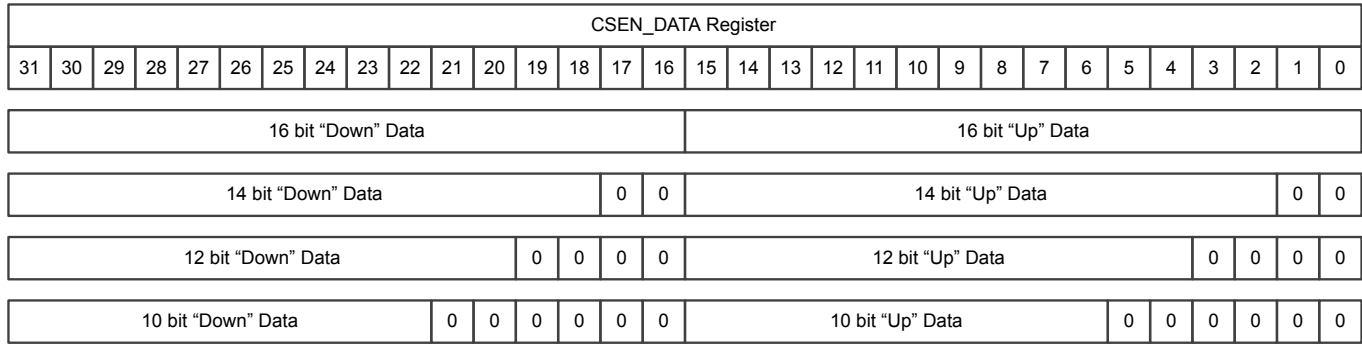 CSEN_DATA Register
31 30 29 28 27 26 25 24 23 22 21 20 19 18 17 16 15 14 13 12 11 10 9 8 7 6 5 4 3 2 1 0
16 bit “Down” Data 16 bit “Up” Data
14 bit “Down” Data 0 0 14 bit “Up” Data 0 0
12 bit “Down” Data 0 0 0 0 12 bit “Up” Data 0 0 0 0
10 bit “Down” Data 0 0 0 0 0 0 10 bit “Up” Data 0 0 0 0 0 0